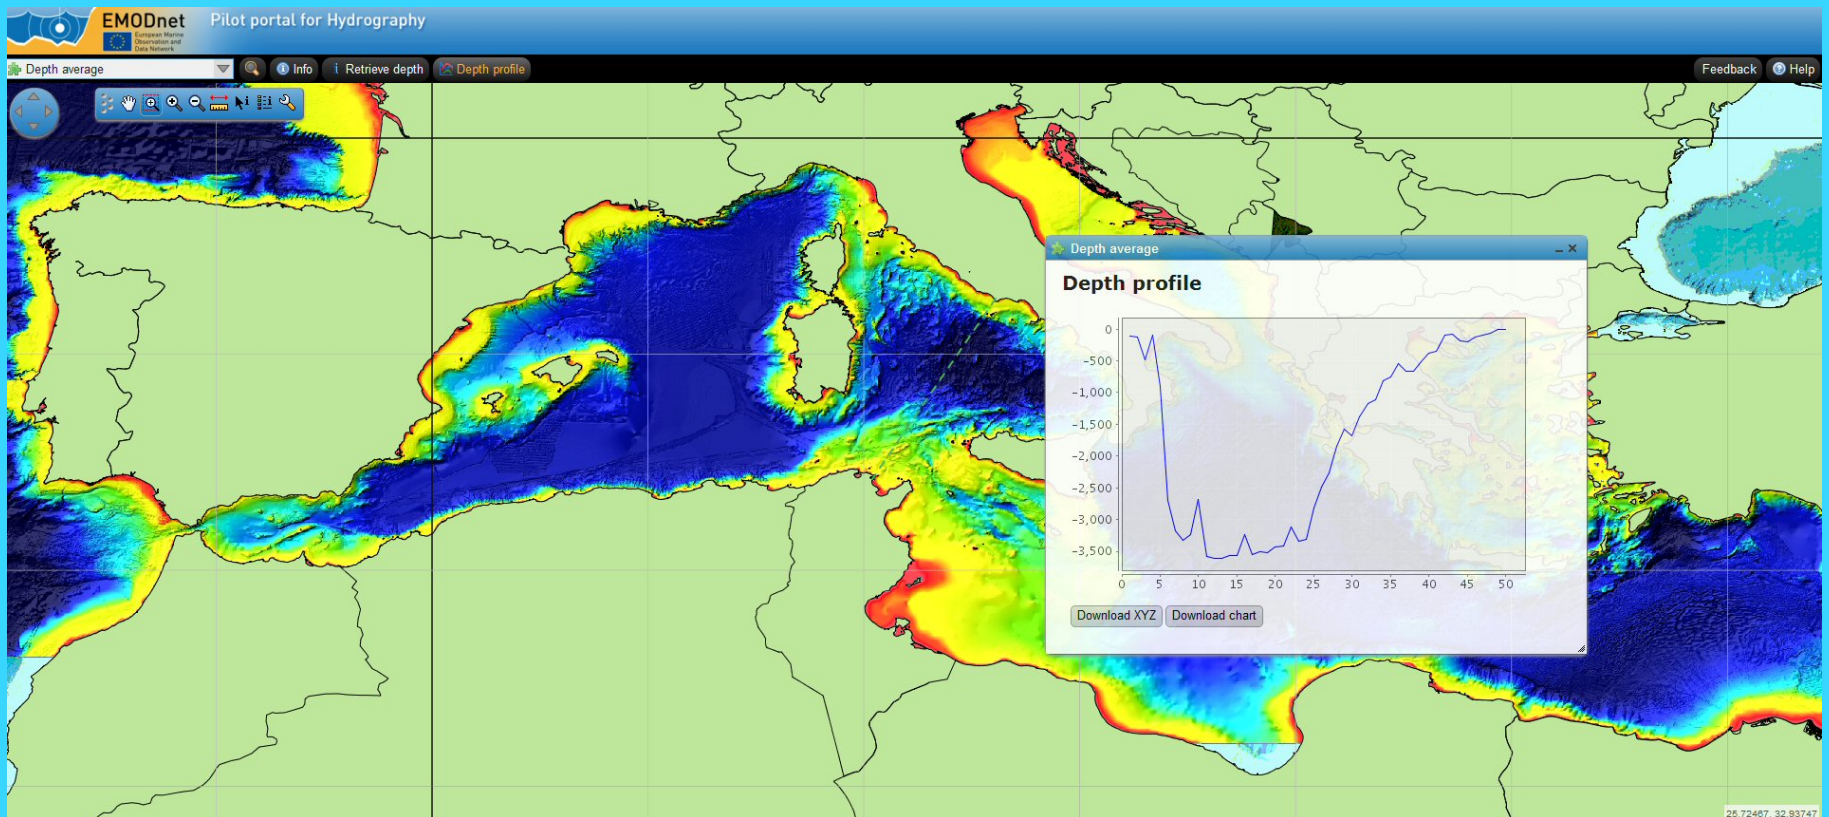 EMODnet
European Marine
Observation and
Data Network
Pilot portal for Hydrography
Depth average
Info
i Retrieve depth
Depth profile
Feedback
Help
Depth average
Depth profile
0
-500
-1,000
-1,500
-2,000
-2,500
-3,000
-3,500
0 5 10 15 20 25 30 35 40 45 50
Download XYZ Download chart
25.72467, 32.93747